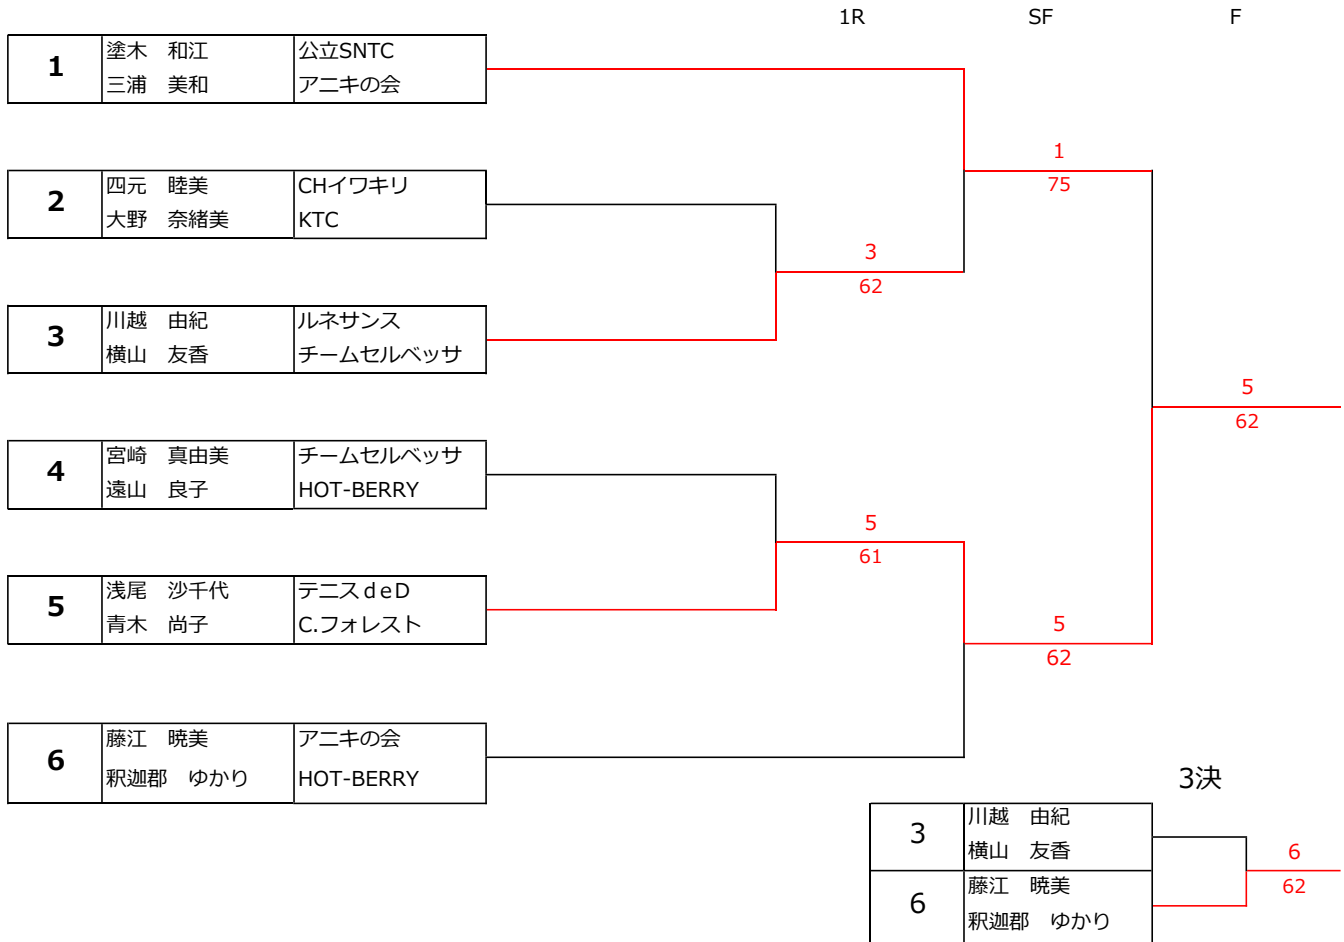 1R SF F
1 塗木 和江 公立SNTC
三浦 美和 アニキの会
1
75
2 四元 睦美 CHイワキリ
大野 奈緒美 KTC
3
62
3 川越 由紀 ルネサンス
横山 友香 チームセルベッサ
5
62
4 宮崎 真由美 チームセルベッサ
遠山 良子 HOT-BERRY
5
61
5 浅尾 沙千代 テニスdeD
青木 尚子 C.フォレスト
5
62
6 藤江 暁美 アニキの会
釈迦郡 ゆかり HOT-BERRY
3決
3 川越 由紀
横山 友香
6
62
6 藤江 暁美
釈迦郡 ゆかり